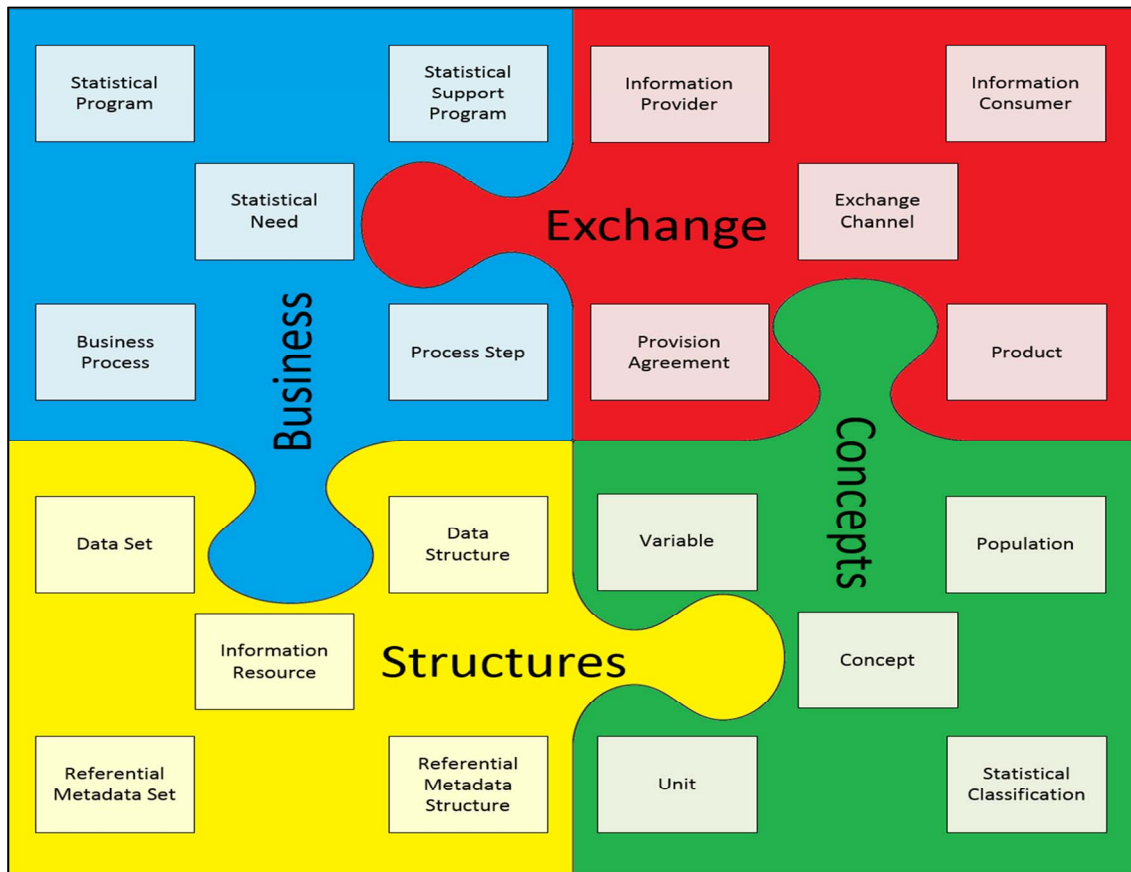 Statistical
Program
Statistical
Support
Program
Statistical
Need
Business
Process
Process Step
Business
Information
Provider
Information
Consumer
Exchange
Channel
Exchange
Provision
Agreement
Product
Data Set
Data
Structure
Information
Resource
Structures
Referential
Metadata Set
Referential
Metadata
Structure
Concepts
Variable
Population
Concept
Unit
Statistical
Classification